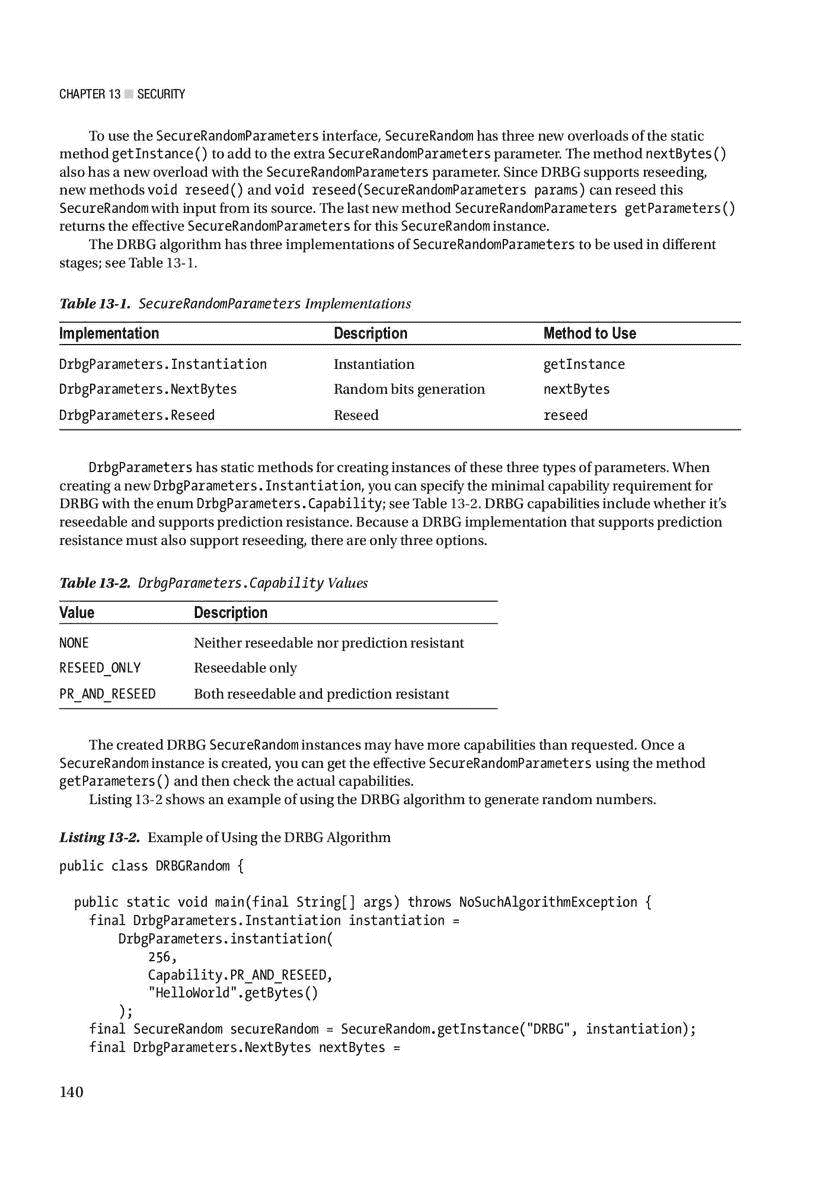 CHAPTER 13 ■ SECURITY
To use the SecureRandomParameters interface, SecureRandom has three new overloads of the static
method getInstance() to add to the extra SecureRandomParameters parameter. The method nextBytes()
also has a new overload with the SecureRandomParameters parameter. Since DRBG supports reseeding,
new methods void reseed() and void reseed(SecureRandomParameters params) can reseed this
SecureRandom with input from its source. The last new method SecureRandomParameters getParameters()
returns the effective SecureRandomParameters for this SecureRandom instance.
The DRBG algorithm has three implementations of SecureRandomParameters to be used in different
stages; see Table 13-1.
Table 13-1. SecureRandomParameters Implementations
Implementation Description Method to Use
DrbgParameters.Instantiation Instantiation getInstance
DrbgParameters.NextBytes Random bits generation nextBytes
DrbgParameters.Reseed Reseed reseed
DrbgParameters has static methods for creating instances of these three types of parameters. When
creating a new DrbgParameters.Instantiation, you can specify the minimal capability requirement for
DRBG with the enum DrbgParameters.Capability; see Table 13-2. DRBG capabilities include whether it's
reseedable and supports prediction resistance. Because a DRBG implementation that supports prediction
resistance must also support reseeding, there are only three options.
Table 13-2. DrbgParameters.Capability Values
Value Description
NONE Neither reseedable nor prediction resistant
RESEED_ONLY Reseedable only
PR_AND_RESEED Both reseedable and prediction resistant
The created DRBG SecureRandom instances may have more capabilities than requested. Once a
SecureRandom instance is created, you can get the effective SecureRandomParameters using the method
getParameters() and then check the actual capabilities.
Listing 13-2 shows an example of using the DRBG algorithm to generate random numbers.
Listing 13-2. Example of Using the DRBG Algorithm
public class DRBGRandom {
public static void main(final String[] args) throws NoSuchAlgorithmException {
final DrbgParameters.Instantiation instantiation =
DrbgParameters.instantiation(
256,
Capability.PR_AND_RESEED,
"HelloWorld".getBytes()
);
final SecureRandom secureRandom = SecureRandom.getInstance("DRBG", instantiation);
final DrbgParameters.NextBytes nextBytes =
140